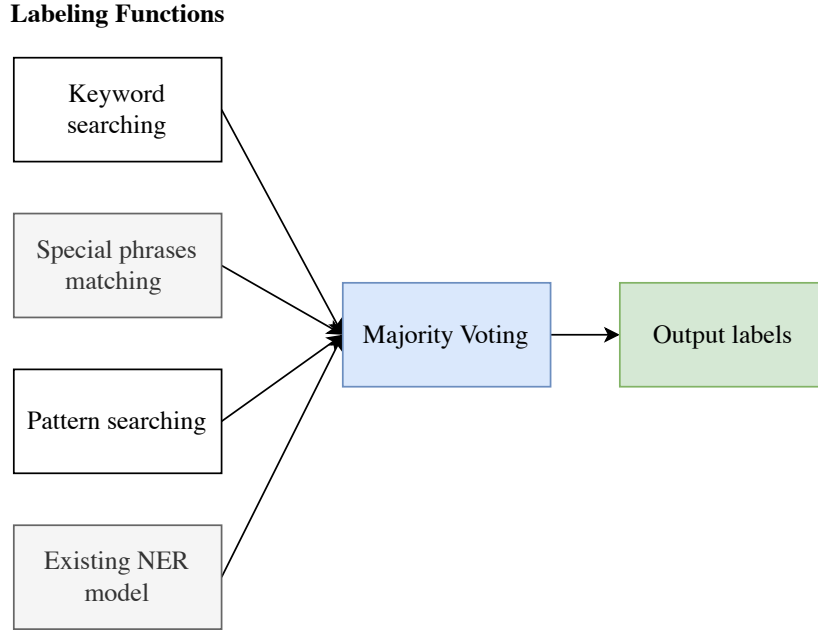 Labeling Functions
Keyword
searching
Special phrases
matching
Majority Voting
Output labels
Pattern searching
Existing NER
model